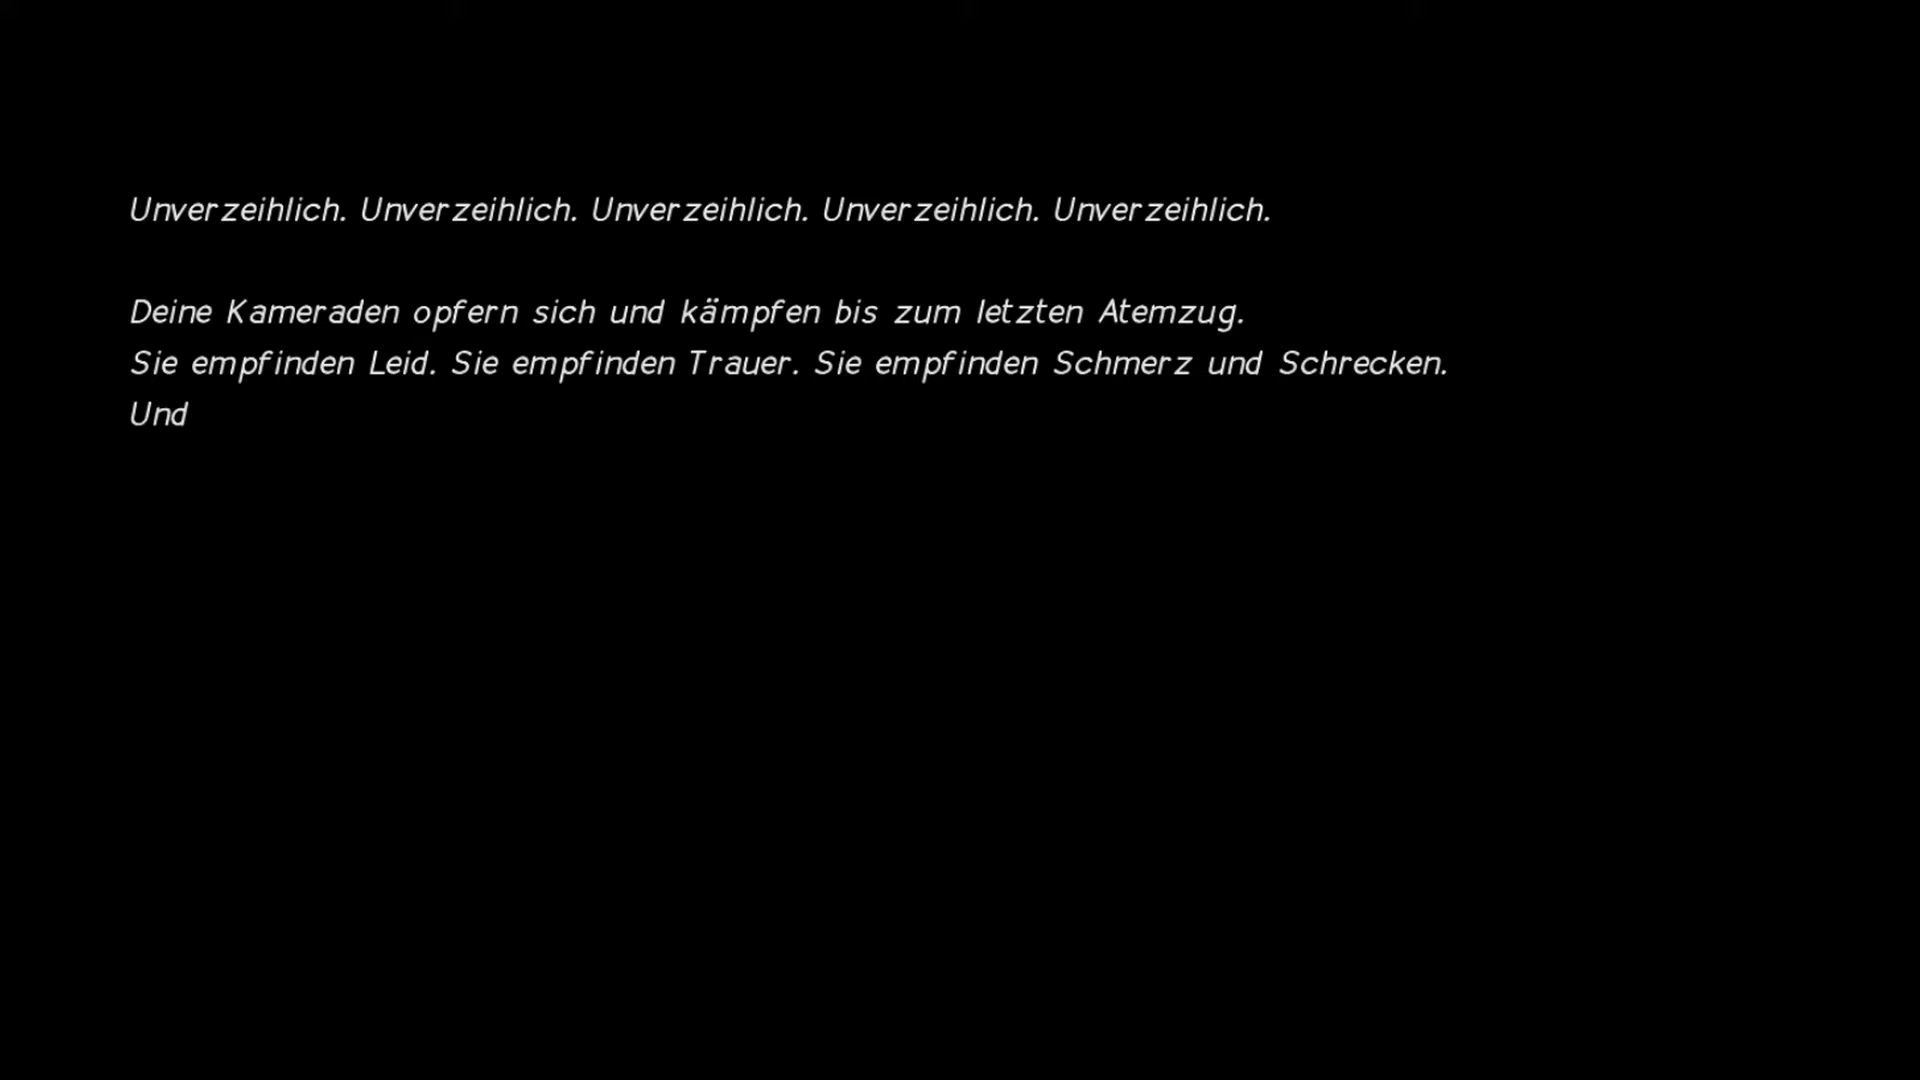 Unverzeihlich. Unverzeihlich. Unverzeihlich. Unverzeihlich. Unverzeihlich.
Deine Kameraden opfern sich und kämpfen bis zum letzten Atemzug.
Sie empfinden Leid. Sie empfinden Trauer. Sie empfinden Schmerz und Schrecken.
Und